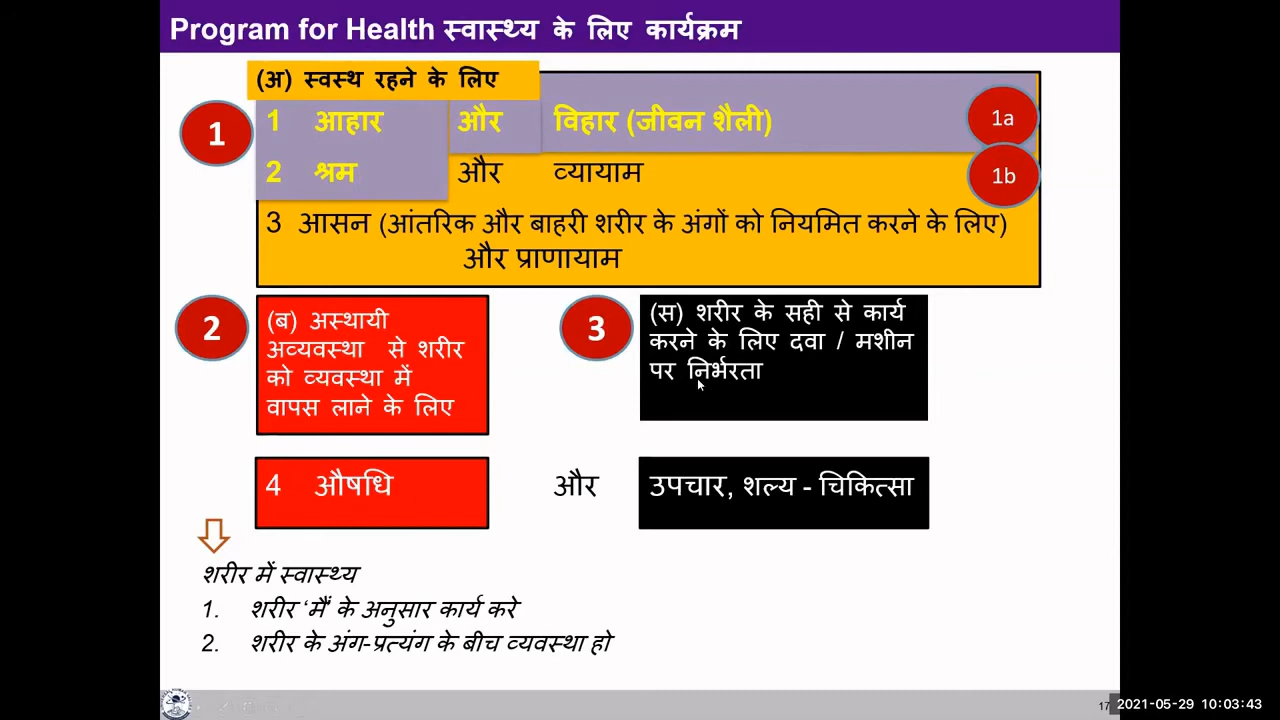 Program for Health स्वास्थ्य के लिए कार्यक्रम
(अ) स्वस्थ रहने के लिए
1
1 आहार और विहार (जीवन शैली)
1a
2 श्रम और व्यायाम
1b
3 आसन (आंतरिक और बाहरी शरीर के अंगों को नियमित करने के लिए)
और प्राणायाम
2
(ब) अस्थायी
अव्यवस्था से शरीर
को व्यवस्था में
वापस लाने के लिए
3
(स) शरीर के सही से कार्य
करने के लिए दवा / मशीन
पर निर्भरता
4 औषधि और उपचार, शल्य - चिकित्सा
शरीर में स्वास्थ्य
1. शरीर ‘मैं’ के अनुसार कार्य करे
2. शरीर के अंग-प्रत्यंग के बीच व्यवस्था हो
17
2021-05-29 10:03:43